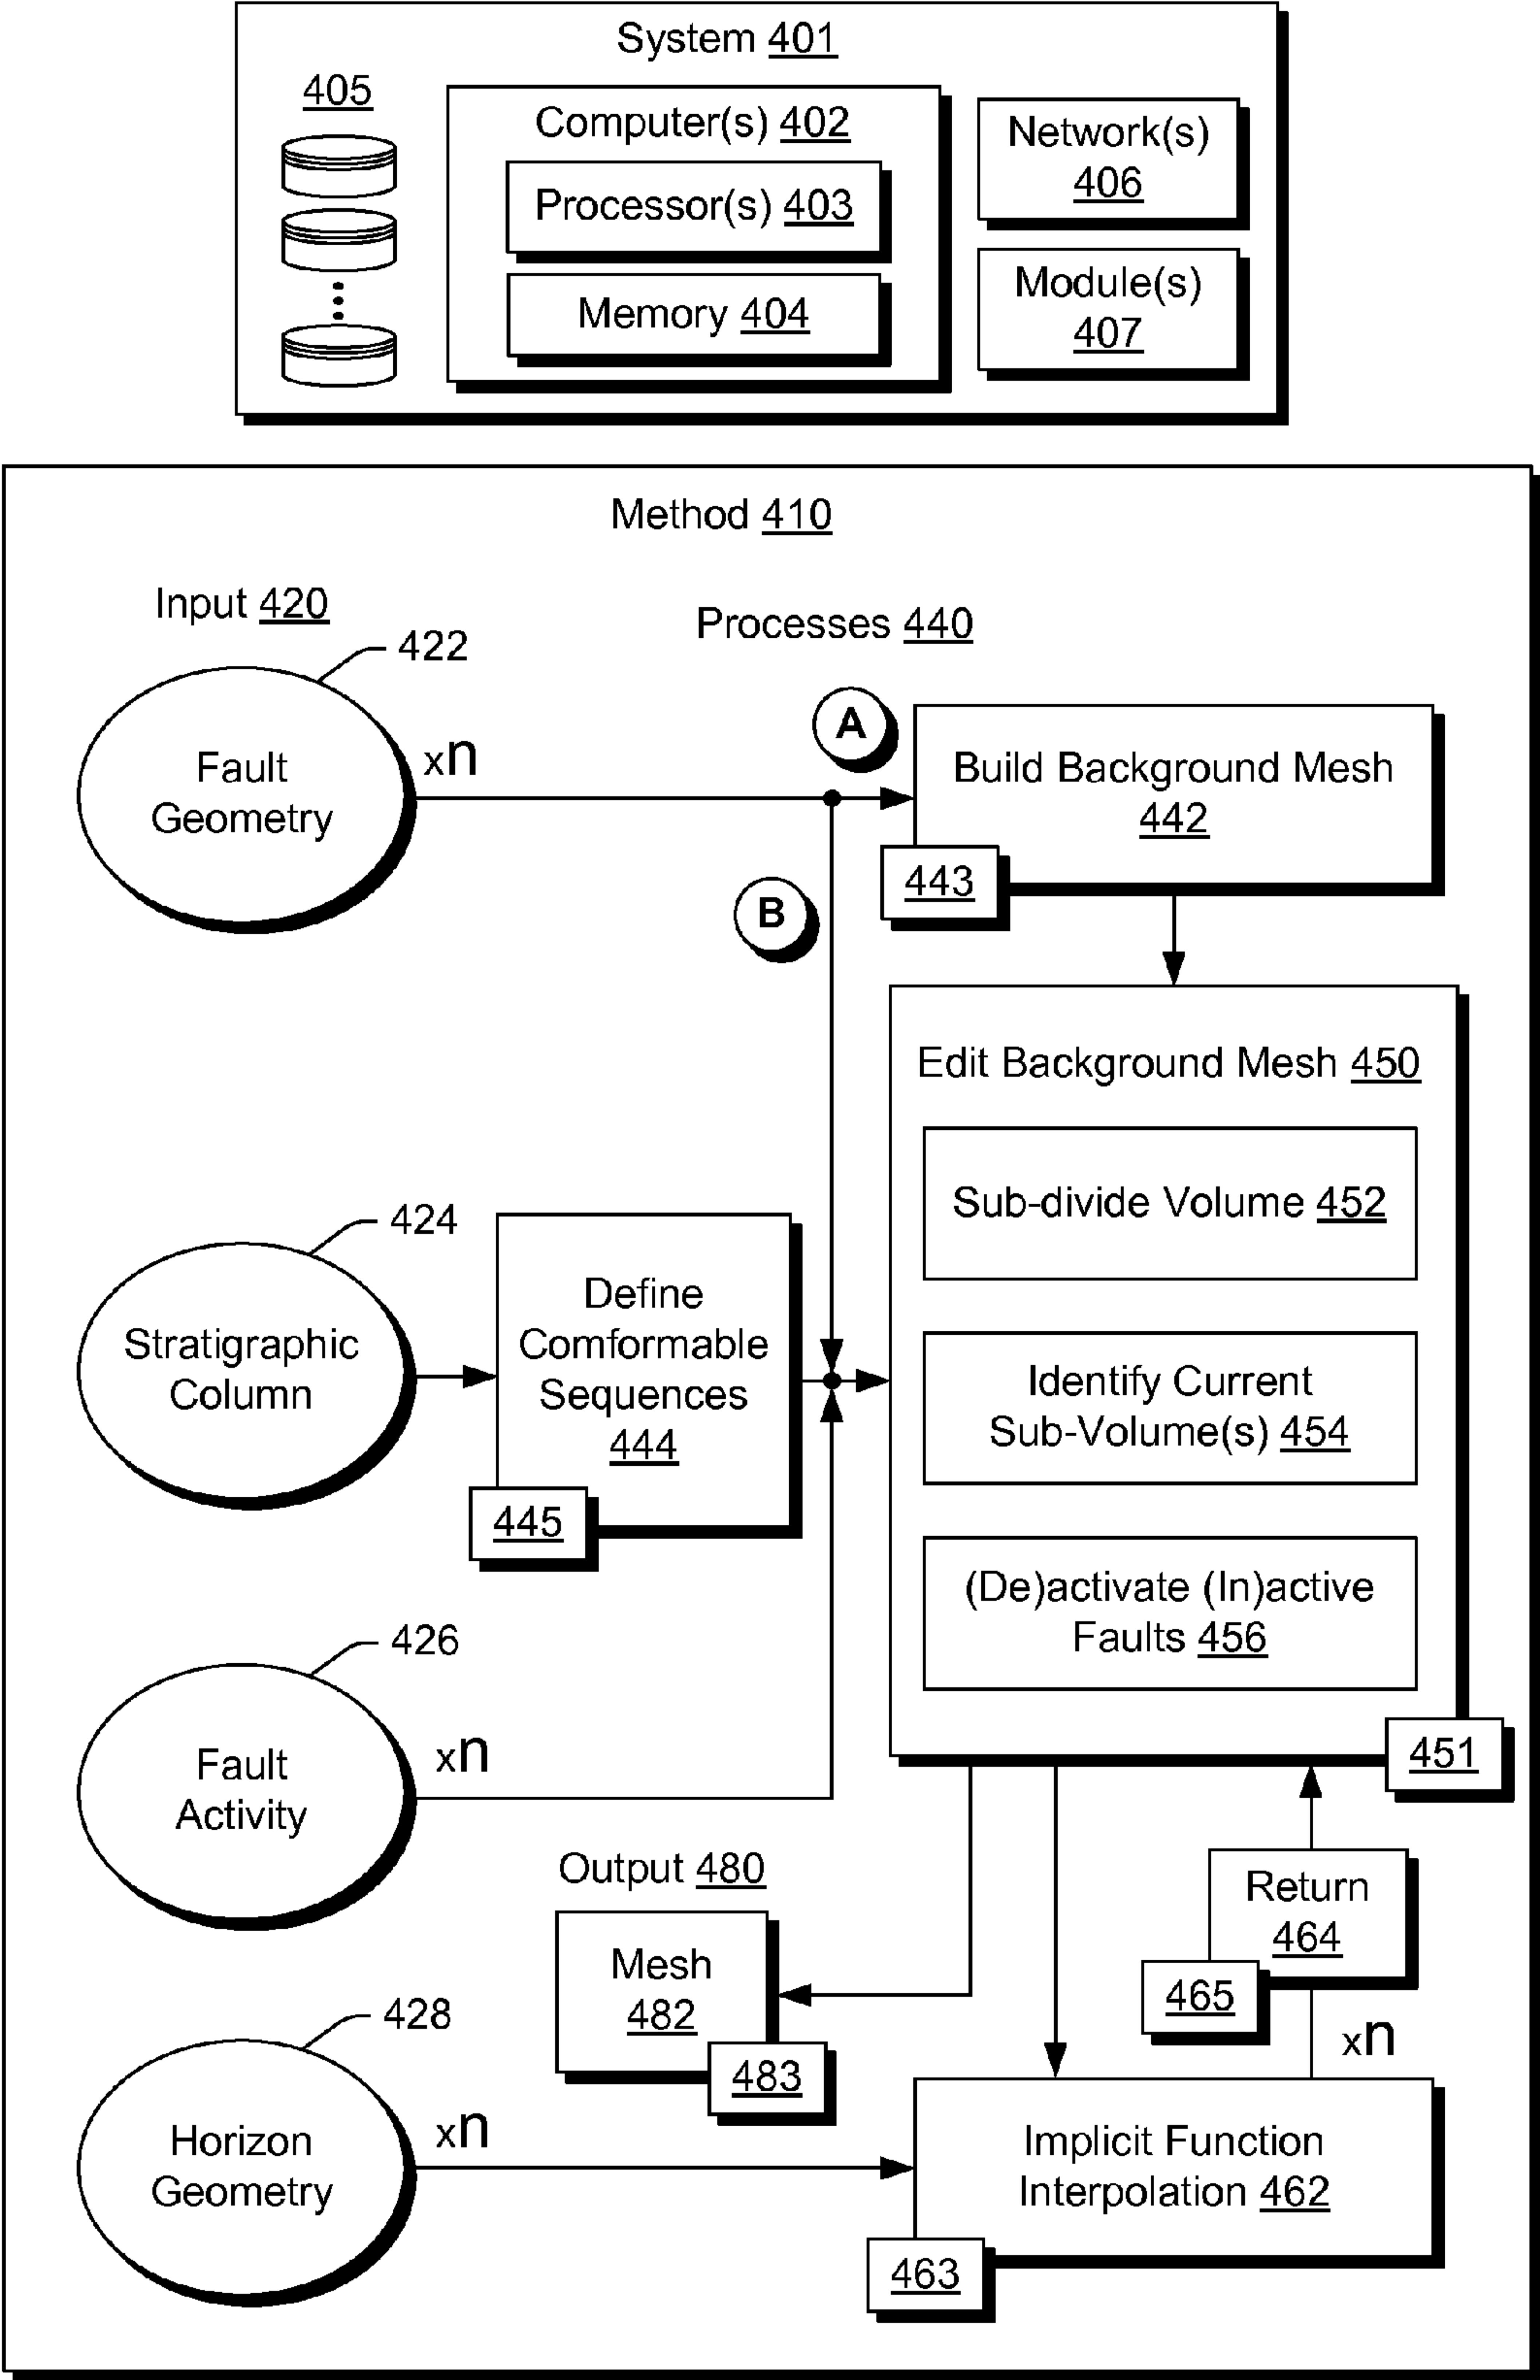 System 401
405
Computer(s) 402
Processor(s) 403
Memory 404
Network(s)
406
Module(s)
407
Method 410
Input 420
Processes 440
422
Fault
Geometry
xn
A
B
Build Background Mesh
442
443
Edit Background Mesh 450
Sub-divide Volume 452
Identify Current
Sub-Volume(s) 454
(De)activate (In)active
Faults 456
451
424
Stratigraphic
Column
Define
Comformable
Sequences
444
445
426
Fault
Activity
xn
Output 480
Mesh
482
483
Return
464
465
xn
428
Horizon
Geometry
xn
Implicit Function
Interpolation 462
463